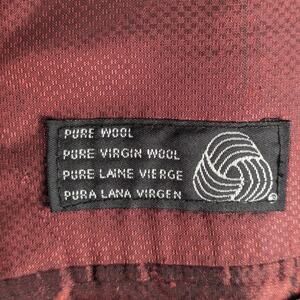 PURE WOOL
PURE VIRGIN WOOL
PURE LAINE VIERGE
PURA LANA VIRGEN